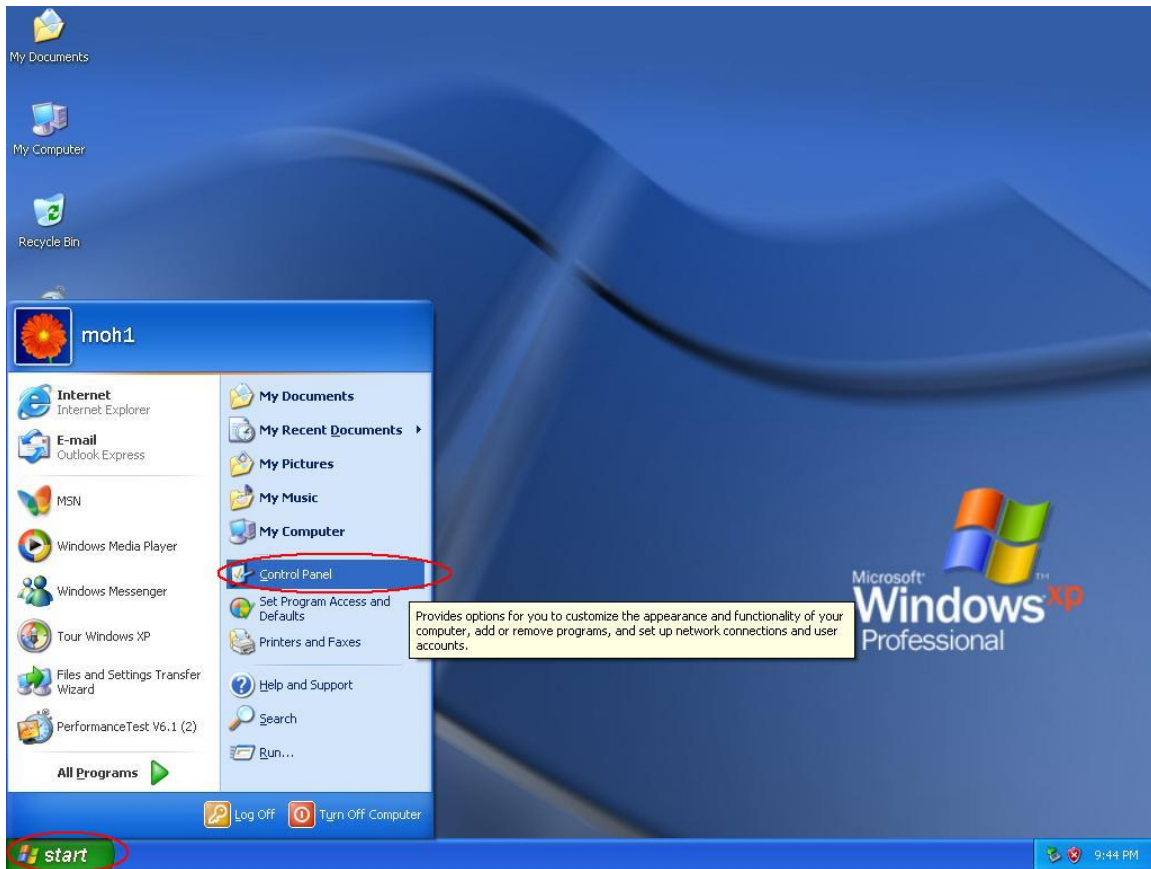 My Documents
My Computer
Recycle Bin
moh1
Internet
Internet Explorer
E-mail
Outlook Express
MSN
Windows Media Player
Windows Messenger
Tour Windows XP
Files and Settings Transfer
Wizard
PerformanceTest V6.1 (2)
All Programs
My Documents
My Recent Documents
My Pictures
My Music
My Computer
Control Panel
Set Program Access and
Defaults
Printers and Faxes
Help and Support
Search
Run...
Provides options for you to customize the appearance and functionality of your
computer, add or remove programs, and set up network connections and user
accounts.
Microsoft®
Windows xp™
Professional
Log Off
Turn Off Computer
start
9:44 PM